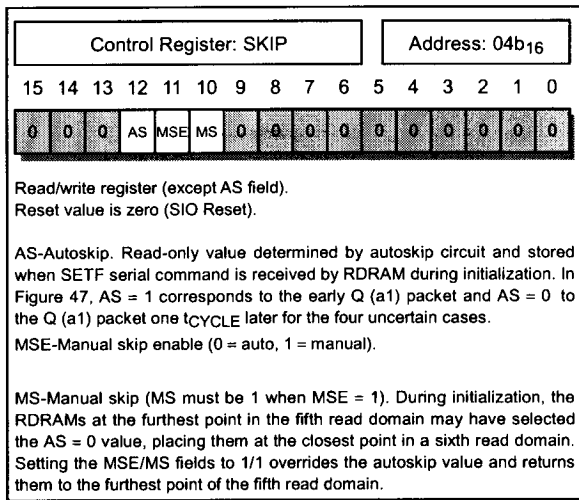 Control Register: SKIP
Address: 04b16
15 14 13 12 11 10 9 8 7 6 5 4 3 2 1 0
0 0 0 AS MSE MS 0 0 0 0 0 0 0 0 0 0
Read/write register (except AS field).
Reset value is zero (SIO Reset).
AS-Autoskip. Read-only value determined by autoskip circuit and stored
when SETF serial command is received by RDRAM during initialization. In
Figure 47, AS = 1 corresponds to the early Q (a1) packet and AS = 0 to
the Q (a1) packet one tCYCLE later for the four uncertain cases.
MSE-Manual skip enable (0 = auto, 1 = manual).
MS-Manual skip (MS must be 1 when MSE = 1). During initialization, the
RDRAMs at the furthest point in the fifth read domain may have selected
the AS = 0 value, placing them at the closest point in a sixth read domain.
Setting the MSE/MS fields to 1/1 overrides the autoskip value and returns
them to the furthest point of the fifth read domain.